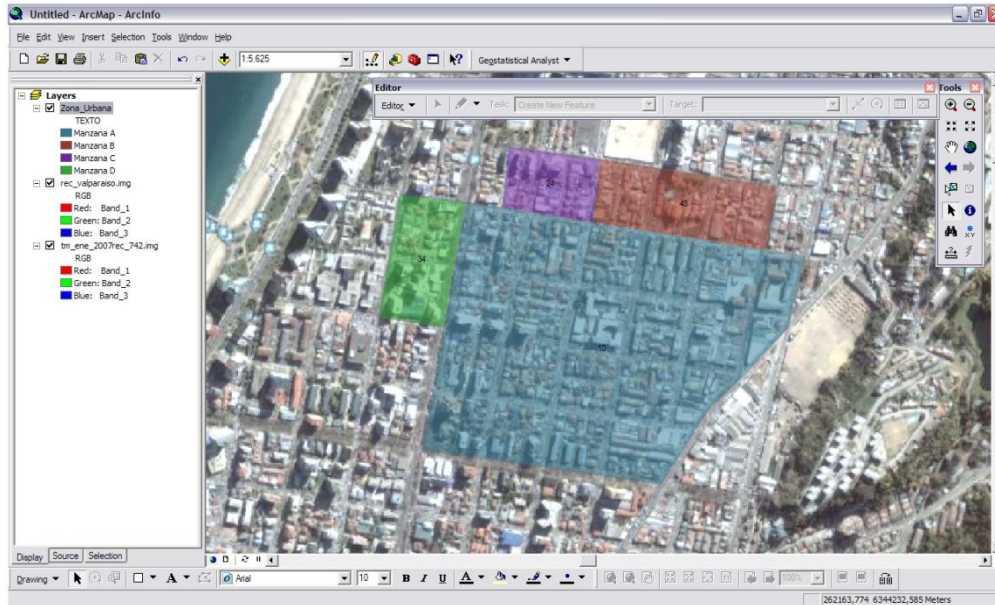 Untitled - ArcMap - ArcInfo
File Edit View Insert Selection Tools Window Help
1:5.625 Geostatistical Analyst
Editor
Tools
Editor Task: Create New Feature Target:
Layers
Zona_Urbana
TEXTO
Manzana A
Manzana B
Manzana C
Manzana D
rec_valparaiso.img
RGB
Red: Band_1
Green: Band_2
Blue: Band_3
tm_ene_2007rec_742.img
RGB
Red: Band_1
Green: Band_2
Blue: Band_3
24
43
34
10
XY
Display Source Selection
Drawing A Arial 10 B I U A 100%
262163,774 6344232,585 Meters